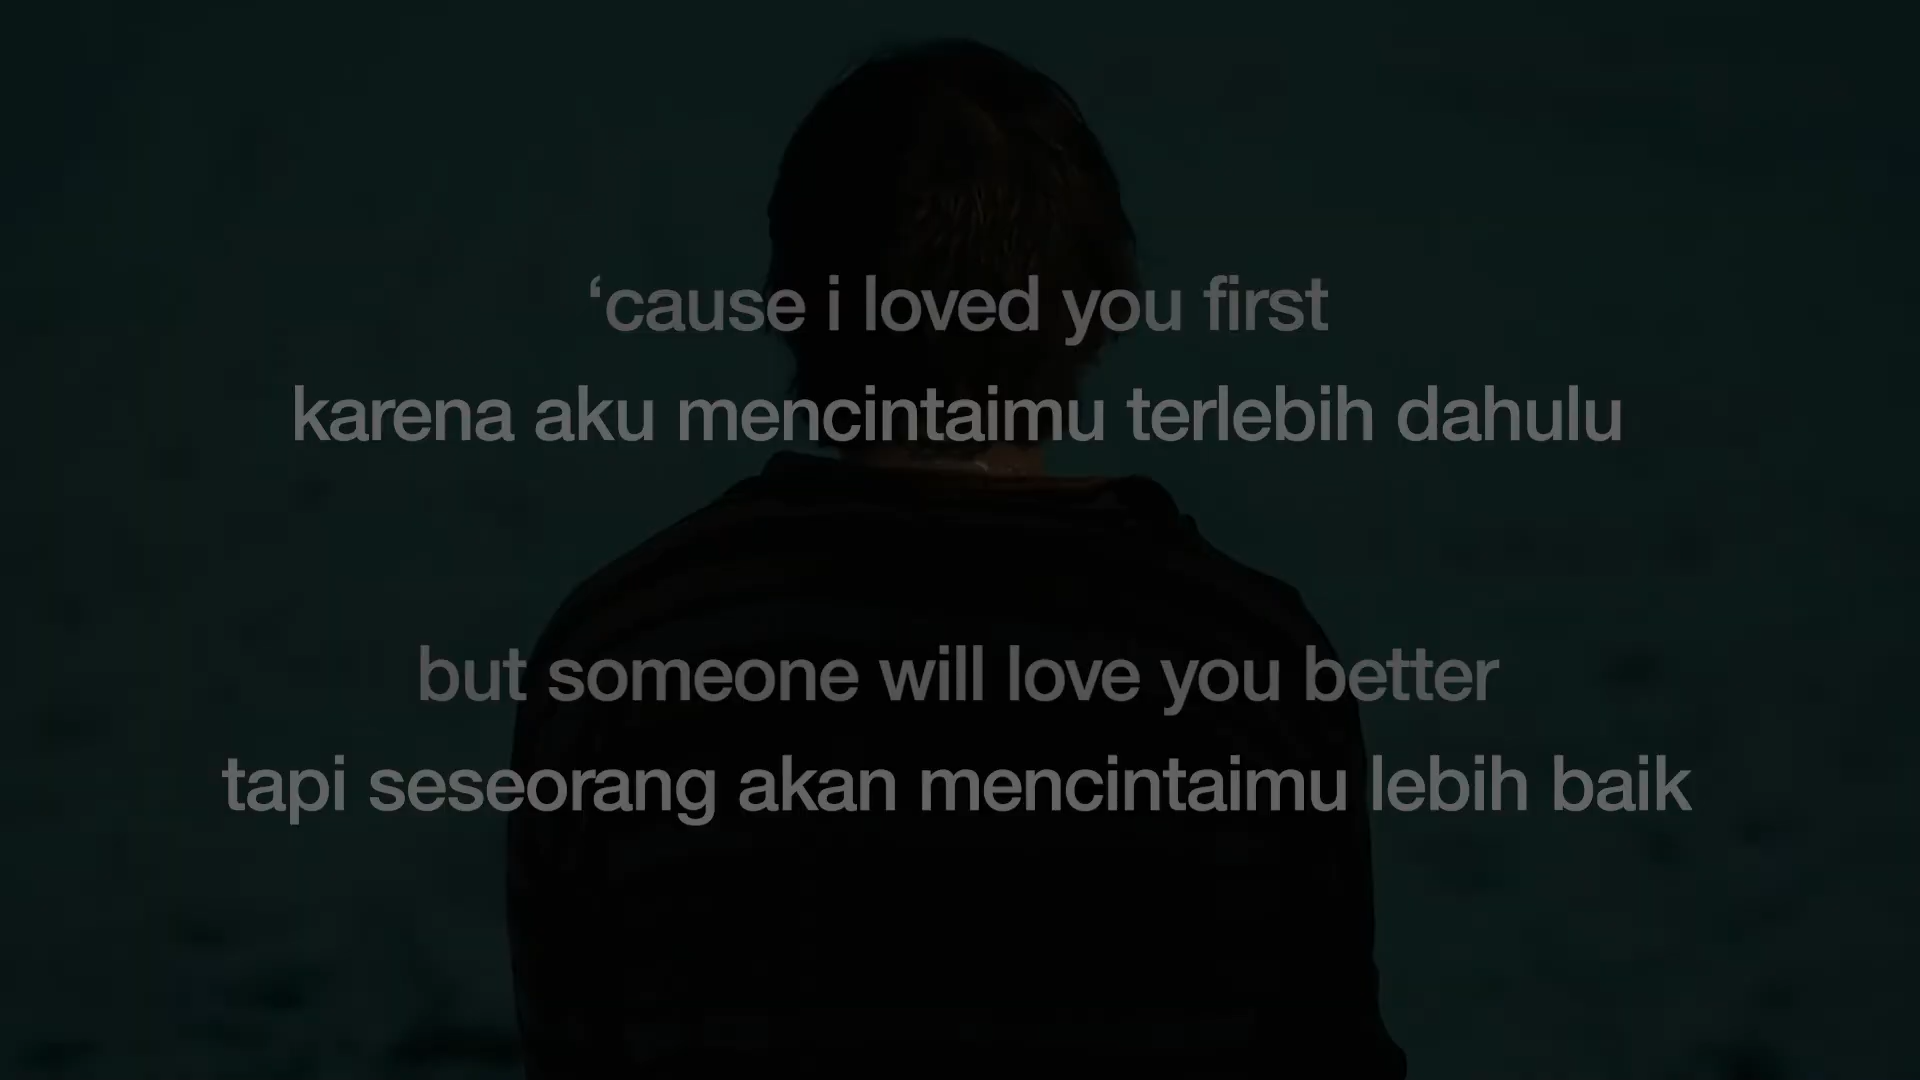 ‘cause i loved you first
karena aku mencintaimu terlebih dahulu
but someone will love you better
tapi seseorang akan mencintaimu lebih baik